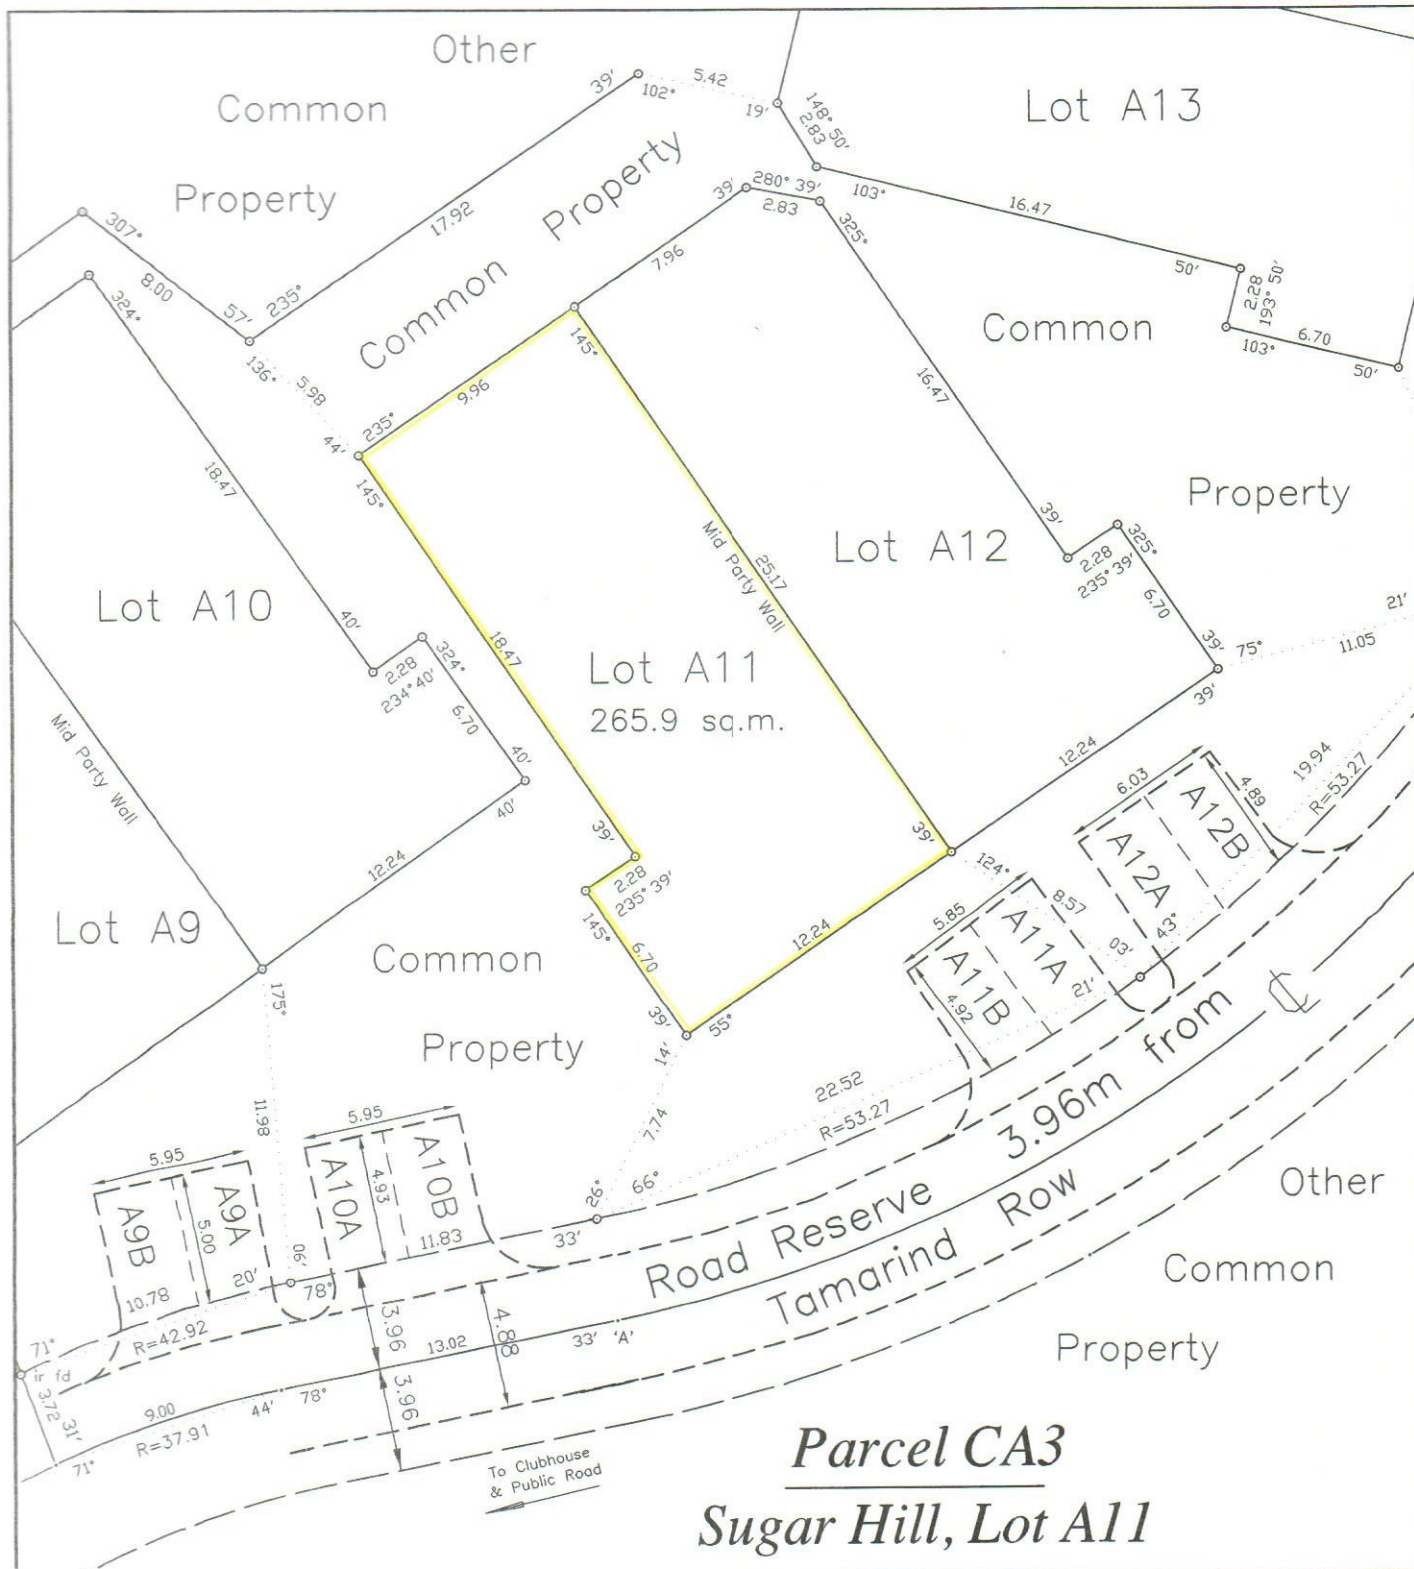 Other
Common
Property
39′
102°
5.42
19′
148° 50′
2.83
Lot A13
103°
16.47
50′
2.28
193° 50′
6.70
103°
50′
307°
8.00
57′
235°
17.92
Common Property
39′
280° 39′
2.83
325°
7.96
324°
136°
5.98
44′
235°
9.96
145°
145°
Common
Property
16.47
39′
2.28
235° 39′
325°
6.70
39′
75°
21′
11.05
39′
18.47
Lot A10
40′
2.28
234° 40′
324°
6.70
40′
40′
12.24
Mid Party Wall
Lot A9
Lot A12
Mid Party Wall
25.17
18.47
Lot A11
265.9 sq.m.
39′
39′
2.28
235° 39′
145°
6.70
39′
55°
12.24
12.24
Common
Property
175°
11.98
06′
14′
7.74
26°
66°
22.52
R=53.27
124°
8.57
03′
21′
43°
19.94
R=53.27
6.03
4.89
A12A
A12B
5.85
4.92
A11B
A11A
5.95
5.00
A9B
A9A
5.95
4.93
A10A
A10B
10.78
20′
78°
11.83
33′
R=42.92
71°
ir fd
3.72
31′
71°
9.00
R=37.91
44′
78°
13.02
33′
'A'
3.96
3.96
4.88
Road Reserve 3.96m from ℄
Tamarind Row
Other
Common
Property
To Clubhouse
& Public Road
Parcel CA3
Sugar Hill, Lot A11